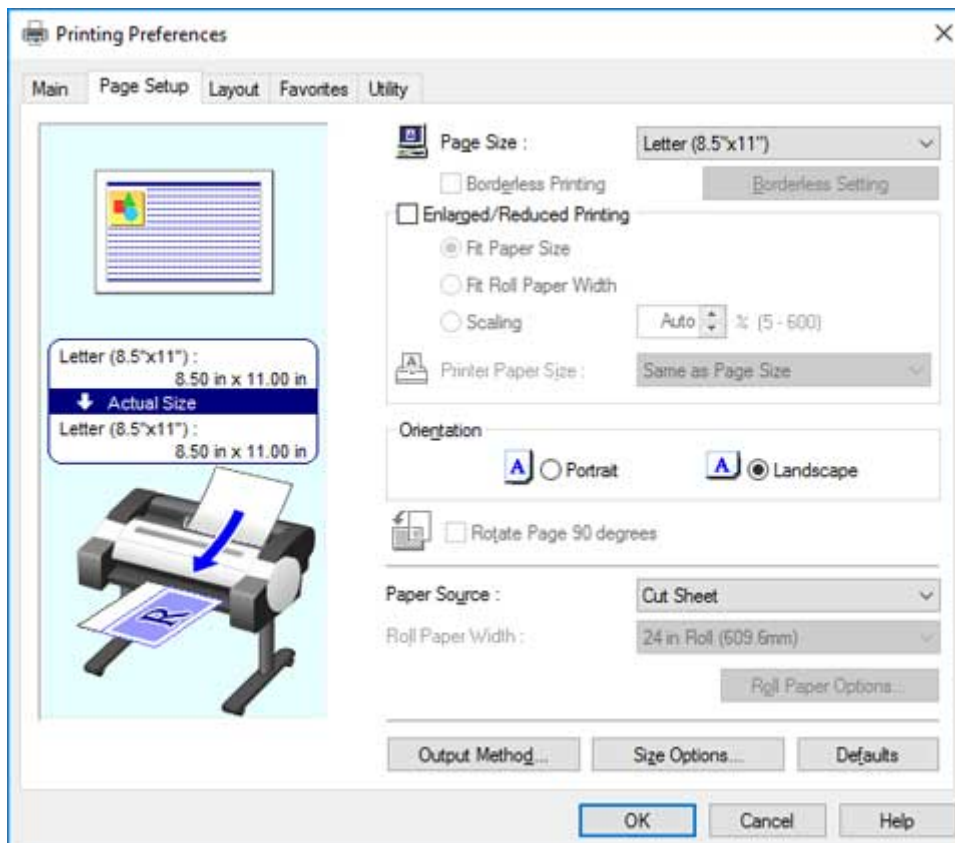 Printing Preferences
Main Page Setup Layout Favorites Utility
Page Size : Letter (8.5"x11")
Borderless Printing Borderless Setting
Enlarged/Reduced Printing
Fit Paper Size
Fit Roll Paper Width
Scaling Auto % (5 - 600)
Printer Paper Size : Same as Page Size
Letter (8.5"x11") :
8.50 in x 11.00 in
Actual Size
Letter (8.5"x11") :
8.50 in x 11.00 in
Orientation
A Portrait A Landscape
Rotate Page 90 degrees
R
Paper Source : Cut Sheet
Roll Paper Width : 24 in Roll (609.6mm)
Roll Paper Options...
Output Method... Size Options... Defaults
OK Cancel Help